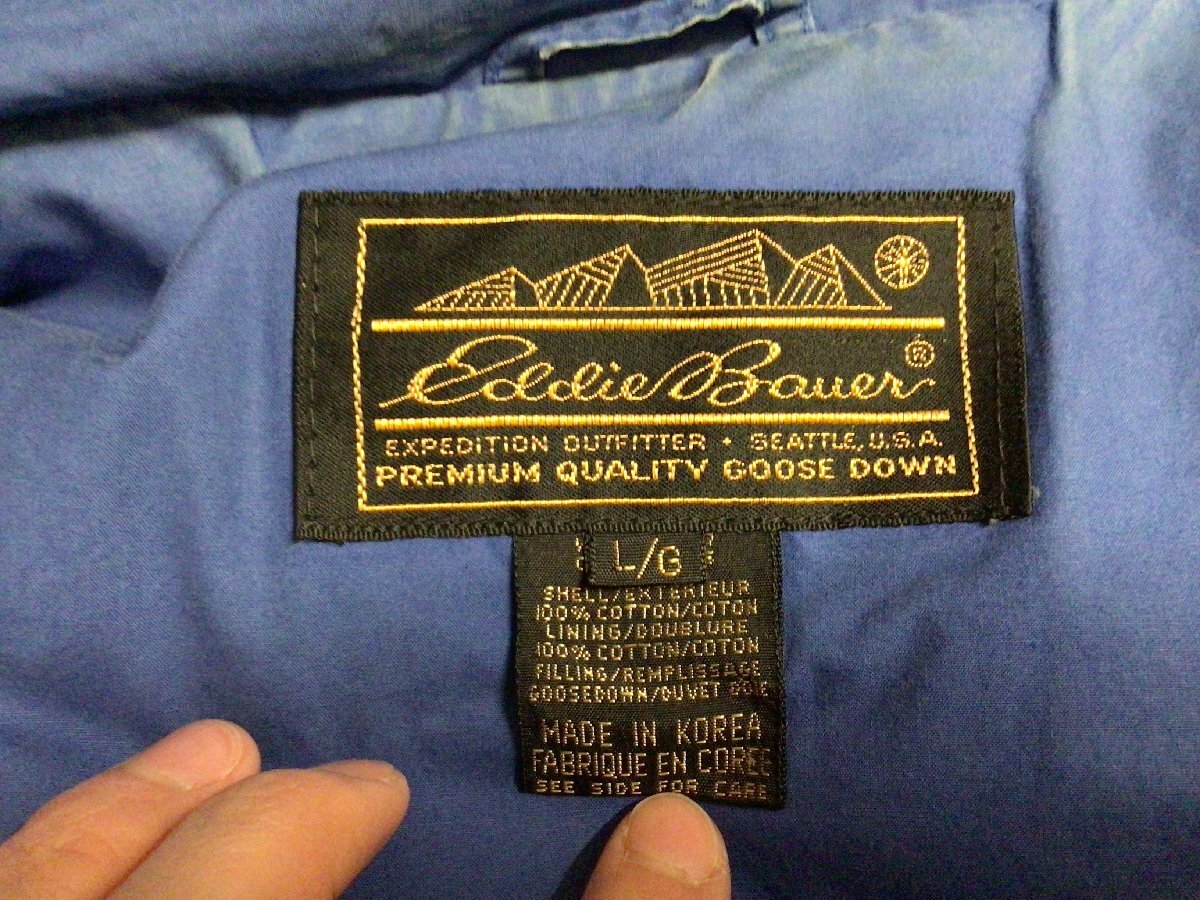 Eddie Bauer®
EXPEDITION OUTFITTER • SEATTLE, U.S.A.
PREMIUM QUALITY GOOSE DOWN
L/G
SHELL/EXTERIEUR
100% COTTON/COTON
LINING/DOUBLURE
100% COTTON/COTON
FILLING/REMPLISSAGE
GOOSEDOWN/DUVET D'OIE
MADE IN KOREA
FABRIQUE EN COREE
SEE SIDE FOR CARE